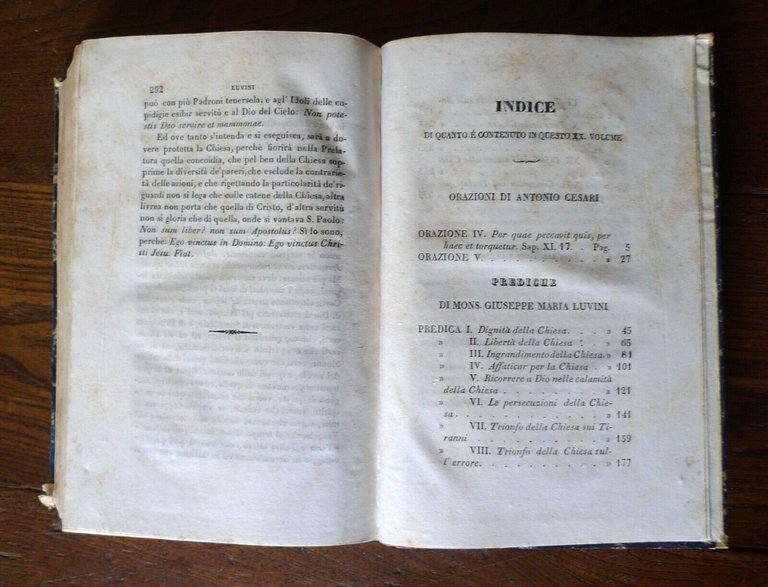 292
LUVINI
può con più Padroni tenersela, e agl' Idoli delle cu-
pidigie esibir servitù e al Dio del Cielo: Non pote-
stis Deo servire et mammonae.
Ed ove tanto s'intenda e si eseguisca, sarà a do-
vere protetta la Chiesa, perchè fiorirà nella Prela-
tura quella concordia, che pel ben della Chiesa sop-
prime la diversità de'pareri, che esclude la contrarie-
tà delle azioni, e che rigettando la particolarità de'ri-
guardi non si lega che colle catene della Chiesa, altra
livrea non porta che quella di Cristo, d'altra servitù
non si gloria che di quella, onde si vantava S. Paolo:
Non sum liber? non sum Apostolus? Sì lo sono,
perchè: Ego vinctus in Domino: Ego vinctus Chri-
sti Jesu. Fiat.
INDICE
DI QUANTO É CONTENUTO IN QUESTO XX. VOLUME
ORAZIONI DI ANTONIO CESARI
ORAZIONE IV. Per quae peccavit quis, per
haec et torquetur. Sap. XI. 17. . Pag. 5
ORAZIONE V. . . . . . . . . . . » 27
PREDICHE
DI MONS. GIUSEPPE MARIA LUVINI
PREDICA I. Dignità della Chiesa. . . . » 45
» II. Libertà della Chiesa . . . » 65
» III. Ingrandimento della Chiesa. » 81
» IV. Affaticar per la Chiesa . . » 101
» V. Ricorrere a Dio nelle calamità
della Chiesa . . . . . . . . » 121
» VI. Le persecuzioni della Chie-
sa. . . . . . . . . . . » 141
» VII. Trionfo della Chiesa sui Ti-
ranni . . . . . . . . . . » 159
» VIII. Trionfo della Chiesa sul-
l'errore. . . . . . . . . . » 177